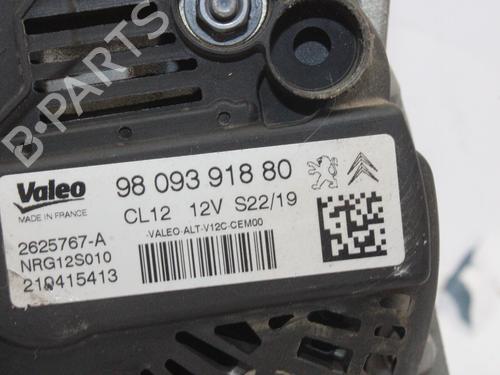 B-PARTS
Valeo
MADE IN FRANCE
98 093 918 80
CL12 12V S22/19
-VALEO-ALT-V12C-CEM00
2625767-A
NRG12S010
210415413